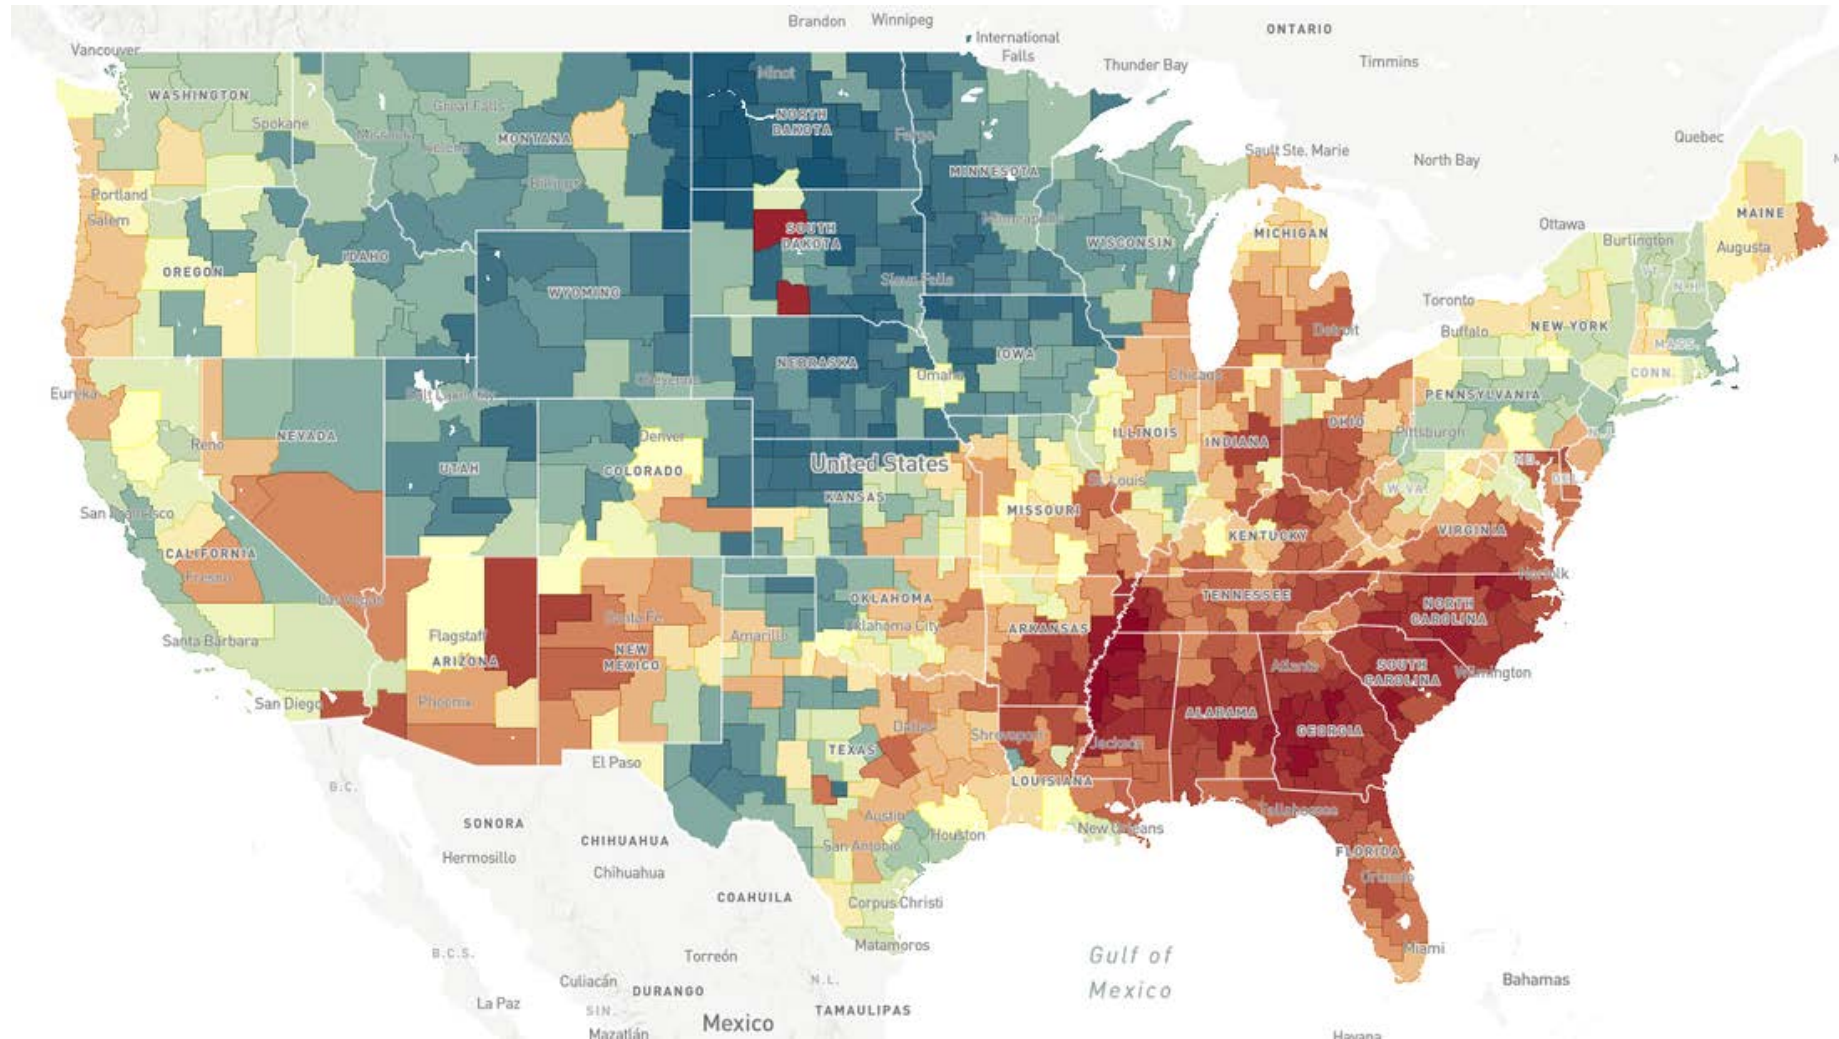 Brandon
Winnipeg
ONTARIO
International
Falls
Vancouver
Thunder Bay
Timmins
Minot
WASHINGTON
Great Falls
NORTH
DAKOTA
Spokane
Missoula
Helena
MONTANA
Fargo
Quebec
Sault Ste. Marie
North Bay
MINNESOTA
Billings
Portland
Salem
Minneapolis
SOUTH
DAKOTA
WISCONSIN
MICHIGAN
Ottawa
Burlington
MAINE
Augusta
IDAHO
OREGON
VT.
N.H.
Sioux Falls
WYOMING
Toronto
Buffalo
NEW YORK
Detroit
MASS.
IOWA
NEBRASKA
Omaha
Cheyenne
Chicago
CONN.
Eureka
Salt Lake City
PENNSYLVANIA
OHIO
Pittsburgh
N.J.
Reno
NEVADA
Denver
ILLINOIS
INDIANA
United States
UTAH
COLORADO
MD.
St. Louis
DEL.
KANSAS
W.VA.
San Francisco
MISSOURI
VIRGINIA
KENTUCKY
CALIFORNIA
Fresno
Norfolk
Las Vegas
OKLAHOMA
TENNESSEE
NORTH
CAROLINA
Santa Fe
Oklahoma City
Santa Barbara
Flagstaff
Amarillo
ARKANSAS
NEW
MEXICO
ARIZONA
Atlanta
SOUTH
CAROLINA
Wilmington
San Diego
Phoenix
ALABAMA
Dallas
Shreveport
GEORGIA
Jackson
TEXAS
El Paso
LOUISIANA
B.C.
Tallahassee
SONORA
Austin
Houston
New Orleans
CHIHUAHUA
San Antonio
FLORIDA
Hermosillo
Chihuahua
Orlando
COAHUILA
Corpus Christi
Matamoros
Miami
B.C.S.
Torreón
Gulf of
Mexico
Culiacán
N.L.
Bahamas
DURANGO
La Paz
SIN.
TAMAULIPAS
Mexico
Mazatlán
Havana